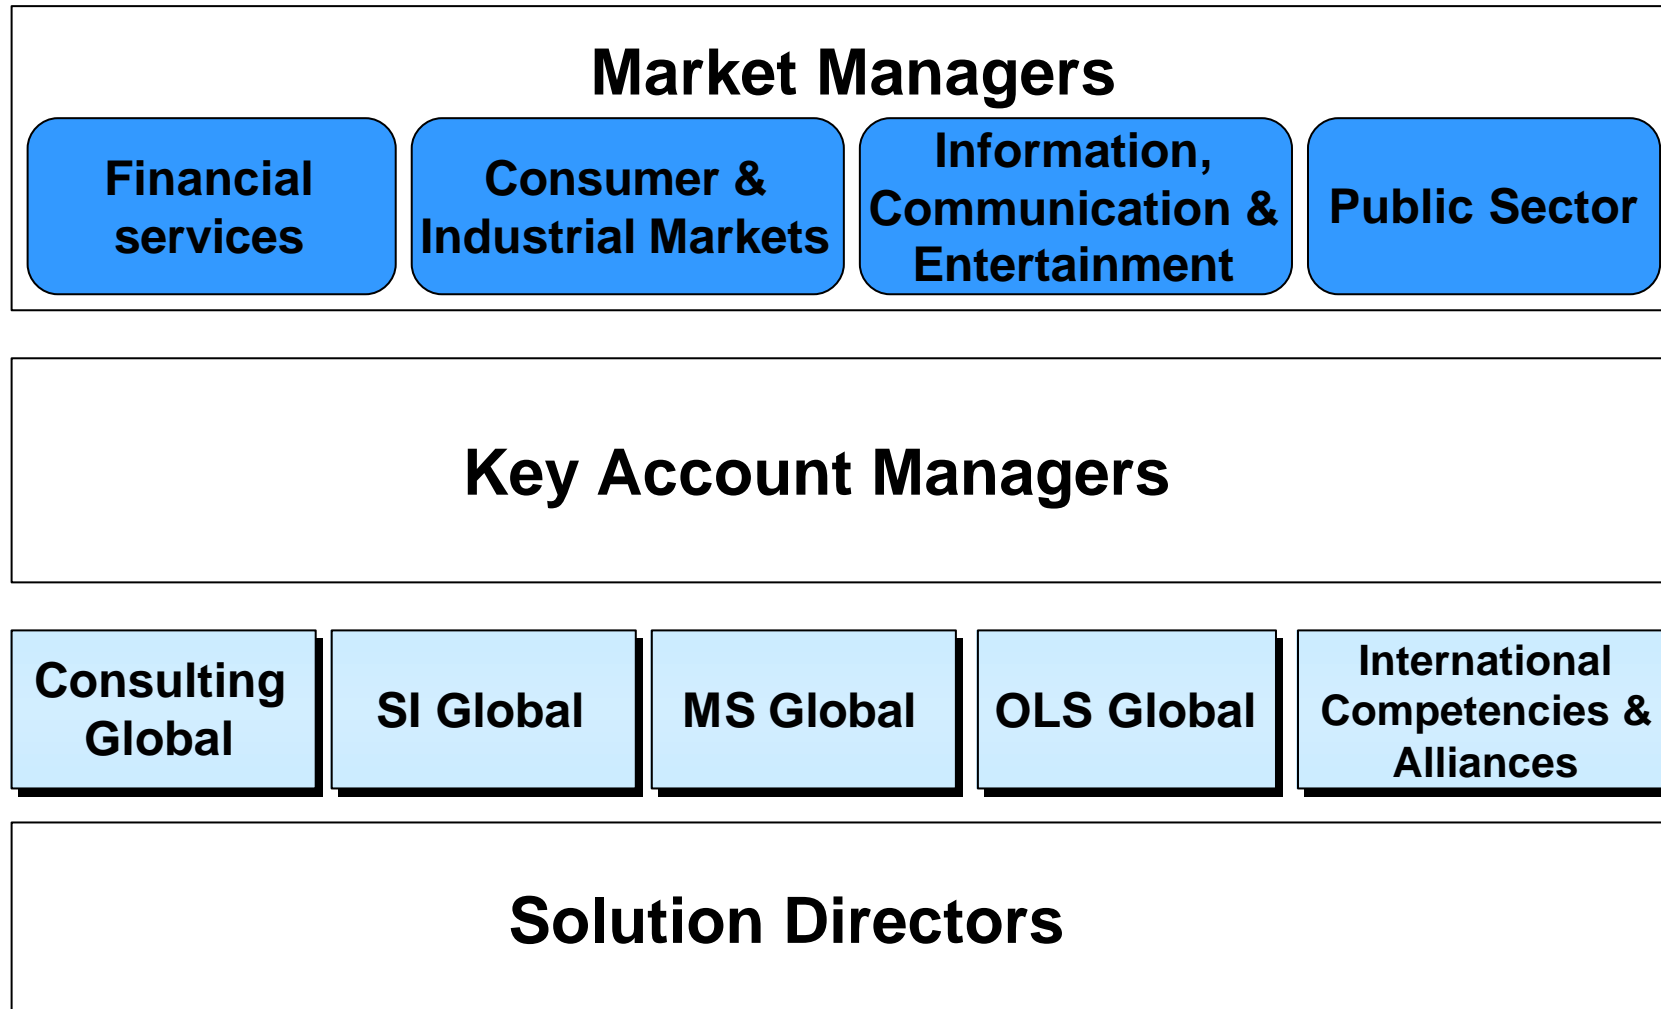 Market Managers
Financial
services
Consumer &
Industrial Markets
Information,
Communication &
Entertainment
Public Sector
Key Account Managers
Consulting
Global
SI Global
MS Global
OLS Global
International
Competencies &
Alliances
Solution Directors